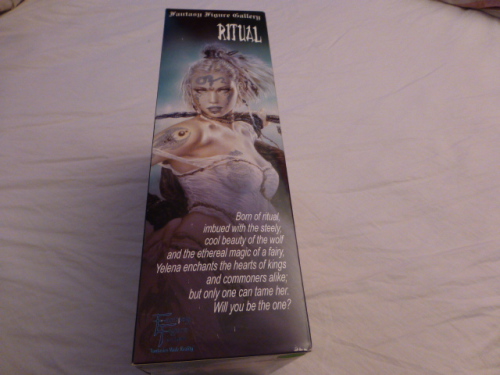 Fantasy Figure Gallery
RITUAL
Born of ritual,
imbued with the steely,
cool beauty of the wolf
and the ethereal magic of a fairy,
Yelena enchants the hearts of kings
and commoners alike;
but only one can tame her.
Will you be the one?